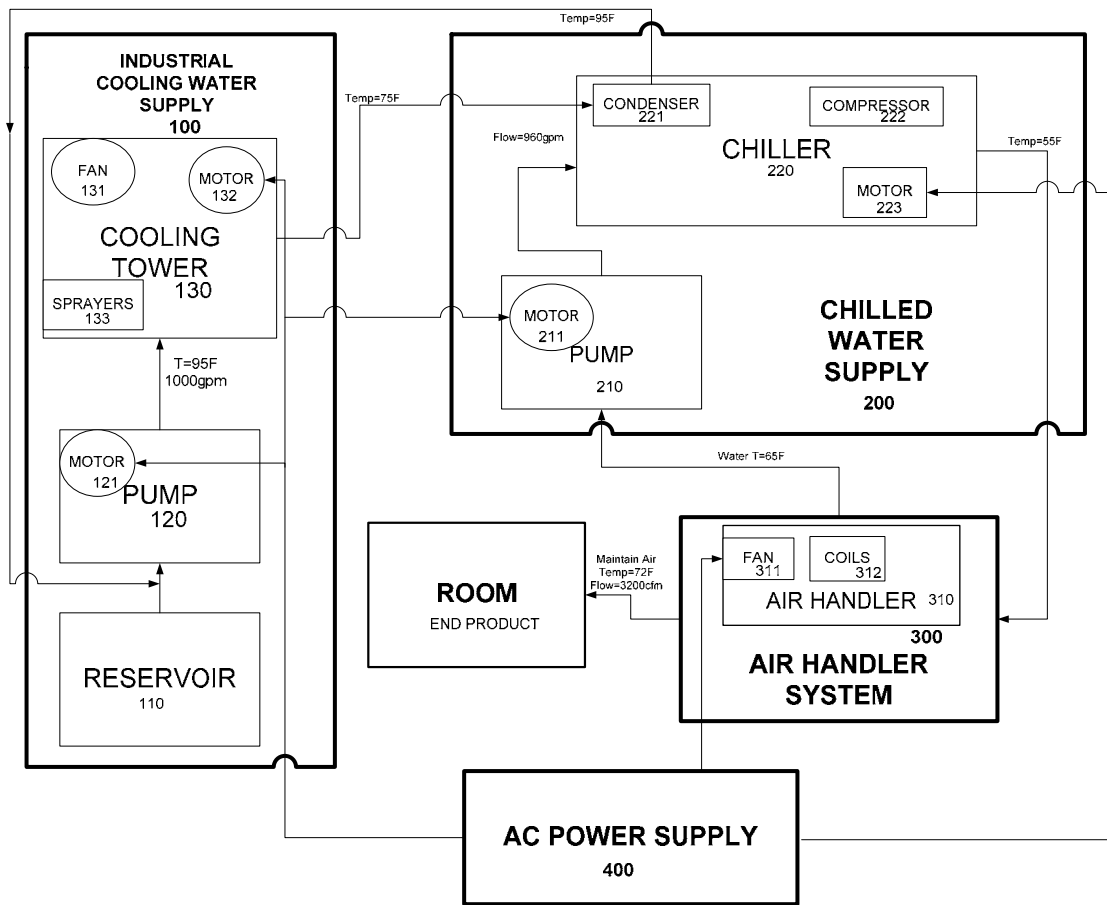 Temp=95F
INDUSTRIAL
COOLING WATER
SUPPLY
100
Temp=75F
FAN
131
MOTOR
132
COOLING
TOWER
130
SPRAYERS
133
T=95F
1000gpm
MOTOR
121
PUMP
120
RESERVOIR
110
CONDENSER
221
COMPRESSOR
222
Flow=960gpm
CHILLER
220
MOTOR
223
Temp=55F
MOTOR
211
PUMP
210
CHILLED
WATER
SUPPLY
200
Water T=65F
ROOM
END PRODUCT
Maintain Air
Temp=72F
Flow=3200cfm
FAN
311
COILS
312
AIR HANDLER 310
300
AIR HANDLER
SYSTEM
AC POWER SUPPLY
400